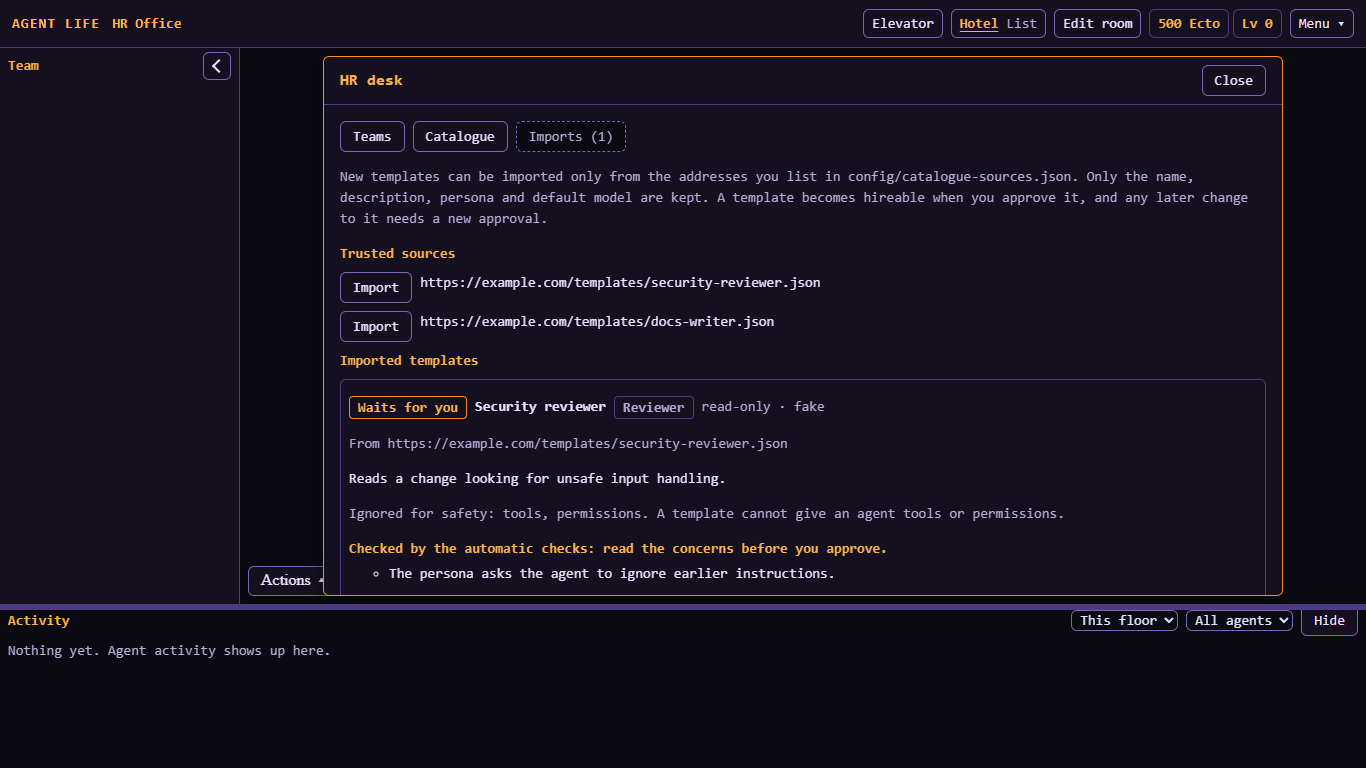 AGENT LIFE HR Office
Elevator
Hotel List
Edit room
500 Ecto
Lv 0
Menu ▾
Team
HR desk
Close
Teams
Catalogue
Imports (1)
New templates can be imported only from the addresses you list in config/catalogue-sources.json. Only the name,
description, persona and default model are kept. A template becomes hireable when you approve it, and any later change
to it needs a new approval.
Trusted sources
Import https://example.com/templates/security-reviewer.json
Import https://example.com/templates/docs-writer.json
Imported templates
Waits for you Security reviewer Reviewer read-only · fake
From https://example.com/templates/security-reviewer.json
Reads a change looking for unsafe input handling.
Ignored for safety: tools, permissions. A template cannot give an agent tools or permissions.
Checked by the automatic checks: read the concerns before you approve.
The persona asks the agent to ignore earlier instructions.
Actions
Activity
This floor
All agents
Hide
Nothing yet. Agent activity shows up here.